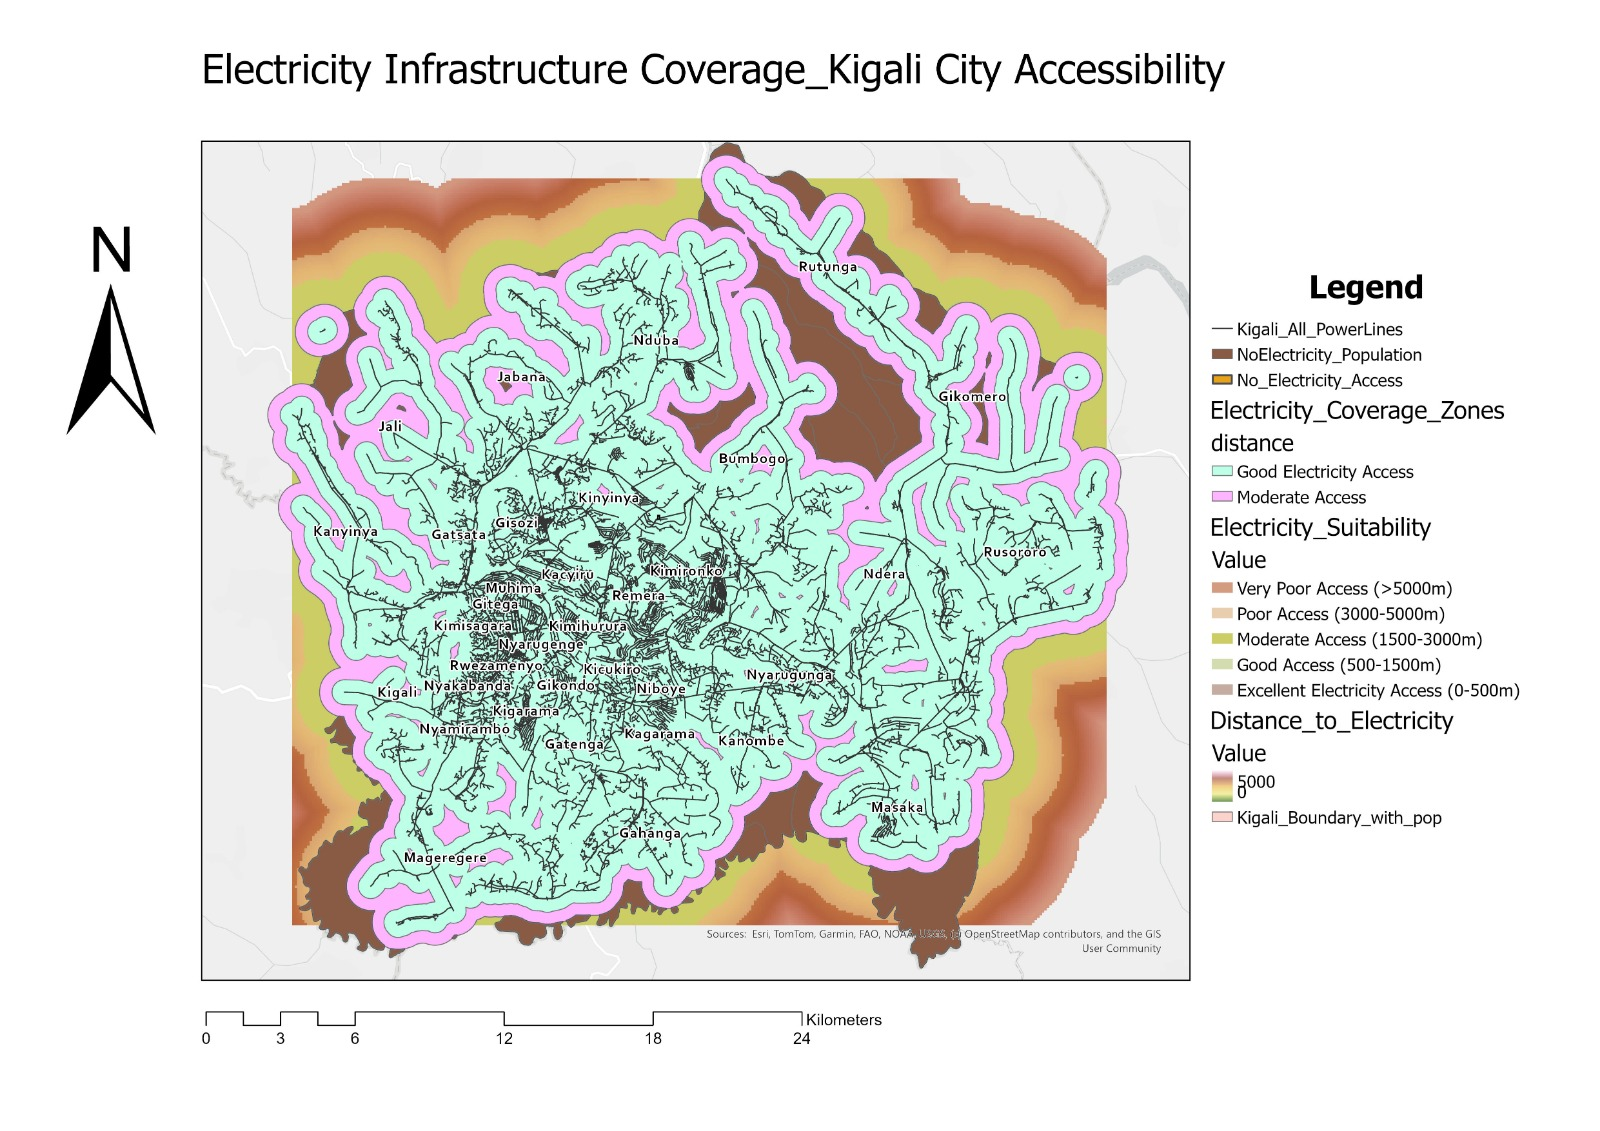 Electricity Infrastructure Coverage_Kigali City Accessibility
N
Rutunga
Nduba
Jabana
Gikomero
Jali
Bumbogo
Kinyinya
Gisozi
Kanyinya
Gatsata
Rusororo
Kimironko
Kacyiru
Ndera
Muhima
Remera
Gitega
Kimisagara
Kimihurura
Nyarugenge
Rwezamenyo
Kicukiro
Nyarugunga
Nyakabanda
Gikondo
Niboye
Kigali
Kigarama
Nyamirambo
Kagarama
Kanombe
Gatenga
Masaka
Gahanga
Mageregere
Sources: Esri, TomTom, Garmin, FAO, NOAA, USGS, (c) OpenStreetMap contributors, and the GIS
User Community
0 3 6 12 18 24
Kilometers
Legend
Kigali_All_PowerLines
NoElectricity_Population
No_Electricity_Access
Electricity_Coverage_Zones
distance
Good Electricity Access
Moderate Access
Electricity_Suitability
Value
Very Poor Access (>5000m)
Poor Access (3000-5000m)
Moderate Access (1500-3000m)
Good Access (500-1500m)
Excellent Electricity Access (0-500m)
Distance_to_Electricity
Value
5000
0
Kigali_Boundary_with_pop